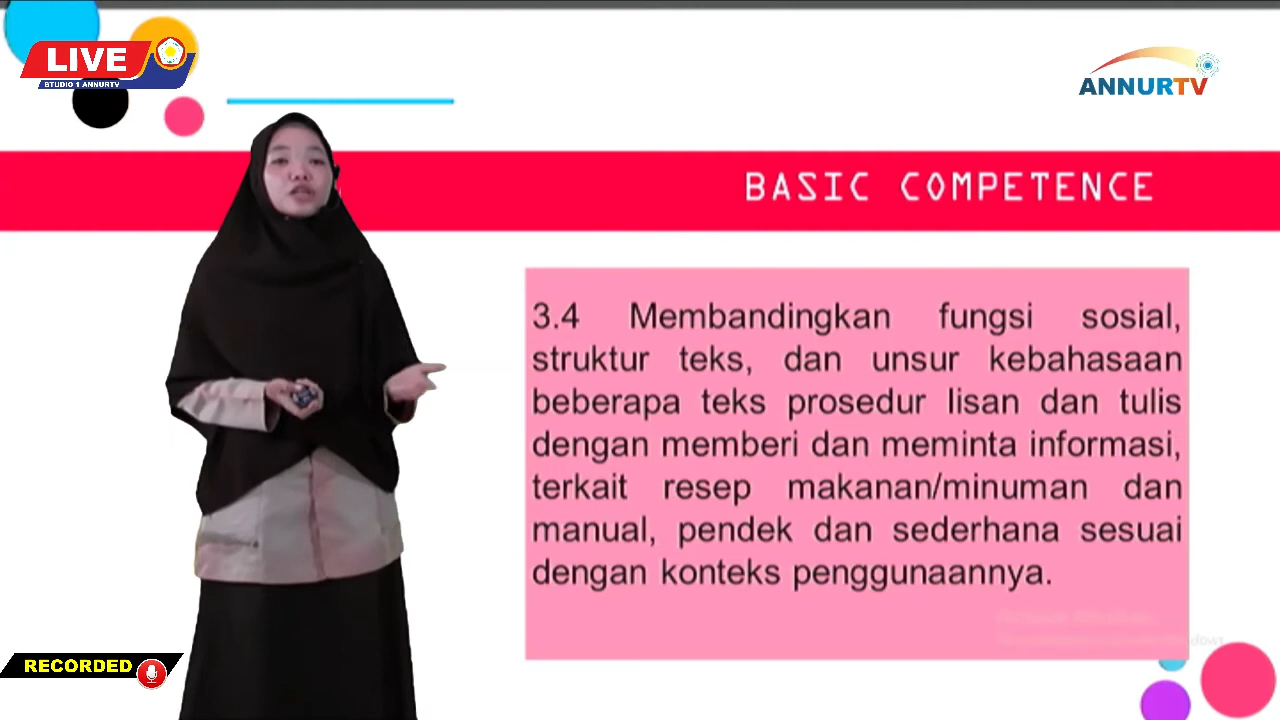 LIVE
STUDIO 1 ANNURTV
ANNURTV
BASIC COMPETENCE
3.4 Membandingkan fungsi sosial,
struktur teks, dan unsur kebahasaan
beberapa teks prosedur lisan dan tulis
dengan memberi dan meminta informasi,
terkait resep makanan/minuman dan
manual, pendek dan sederhana sesuai
dengan konteks penggunaannya.
RECORDED